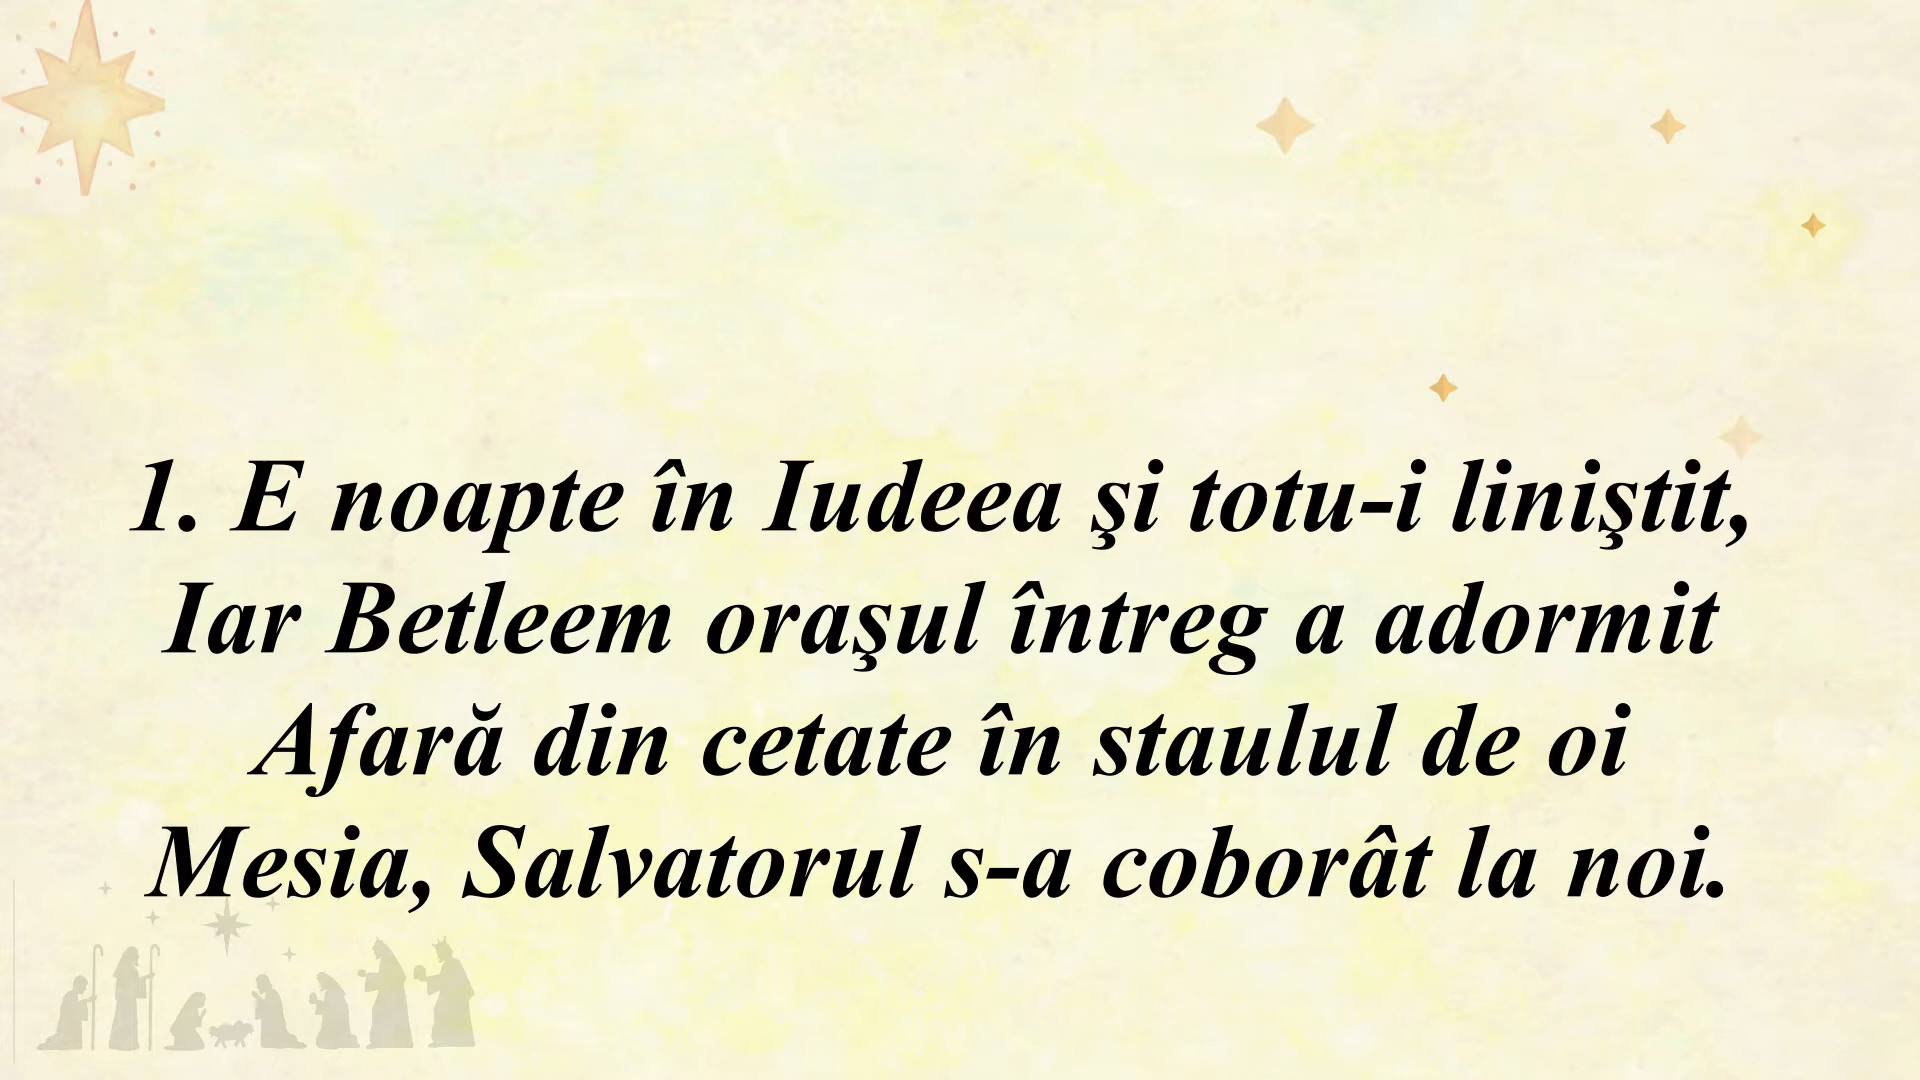 1. E noapte în Iudeea şi totu-i liniştit,
Iar Betleem oraşul întreg a adormit
Afară din cetate în staulul de oi
Mesia, Salvatorul s-a coborât la noi.